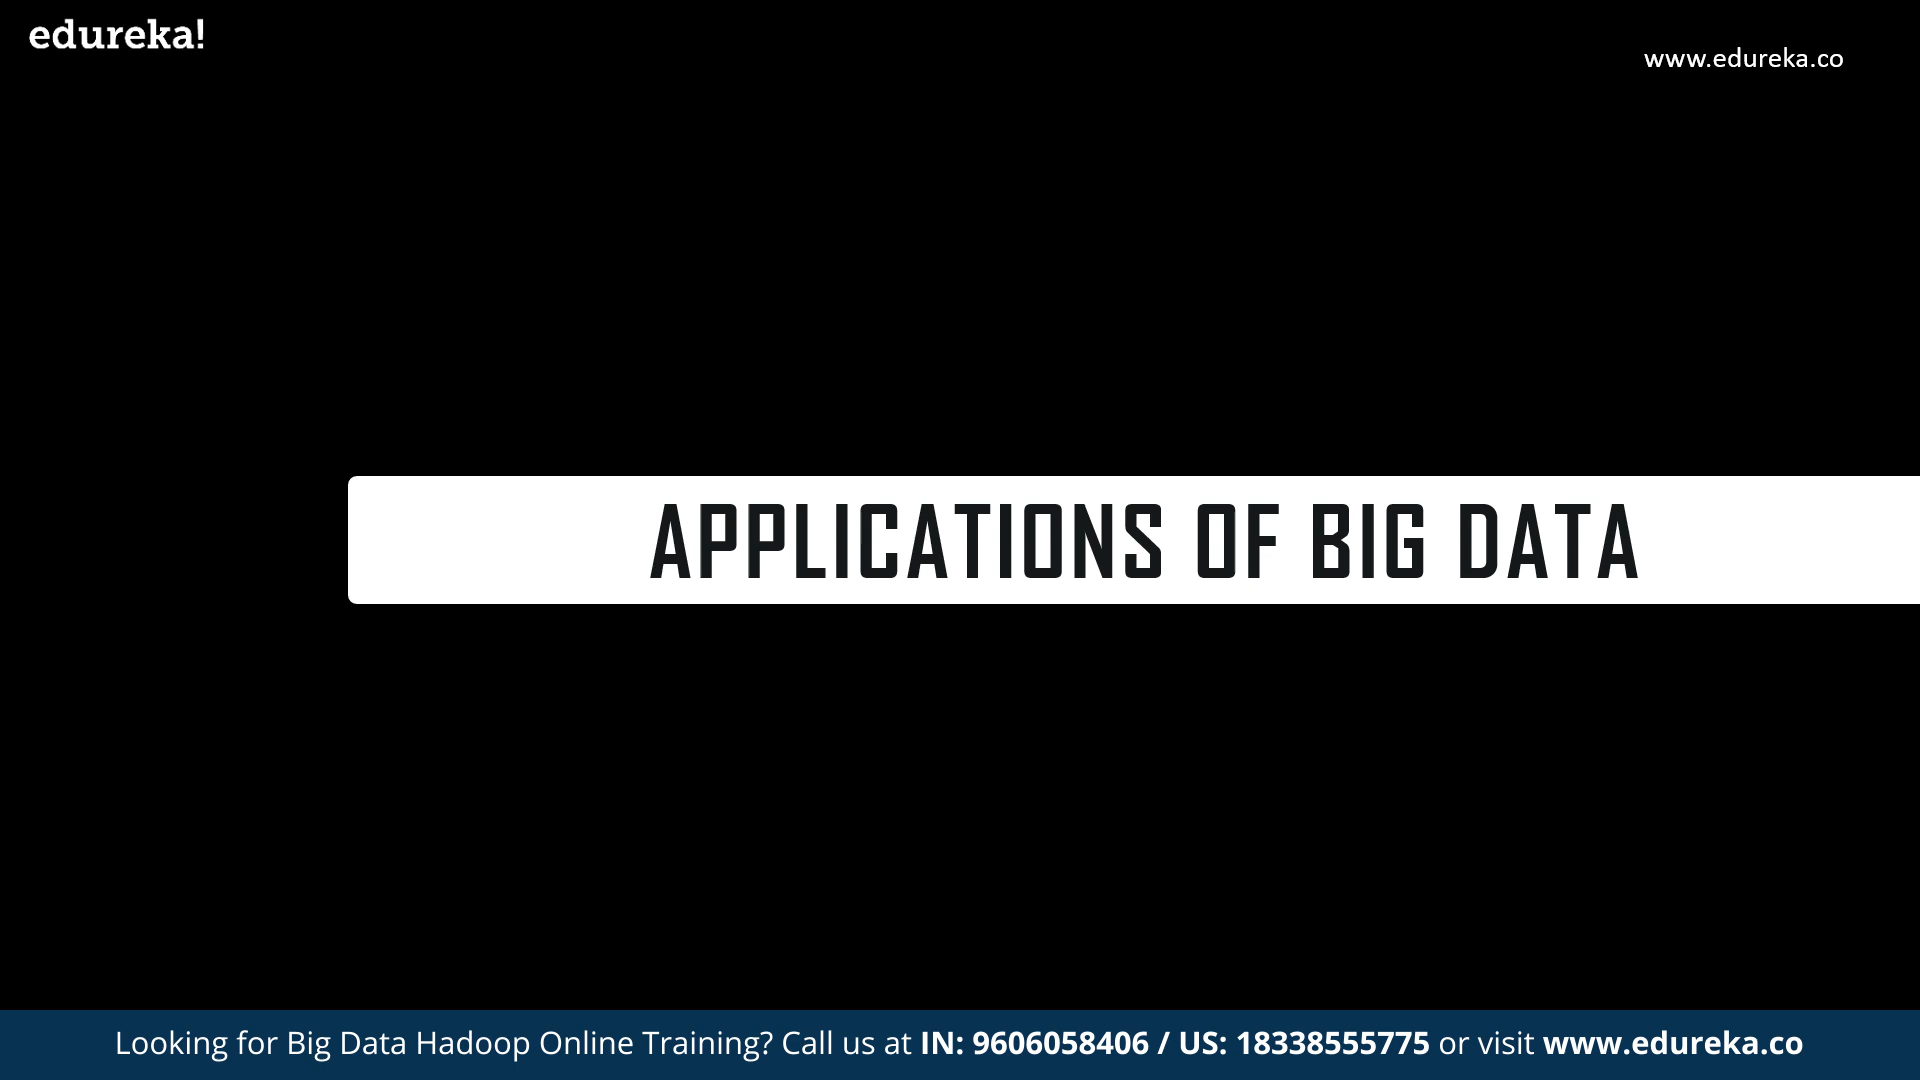 edureka!
www.edureka.co
APPLICATIONS OF BIG DATA
Looking for Big Data Hadoop Online Training? Call us at IN: 9606058406 / US: 18338555775 or visit www.edureka.co